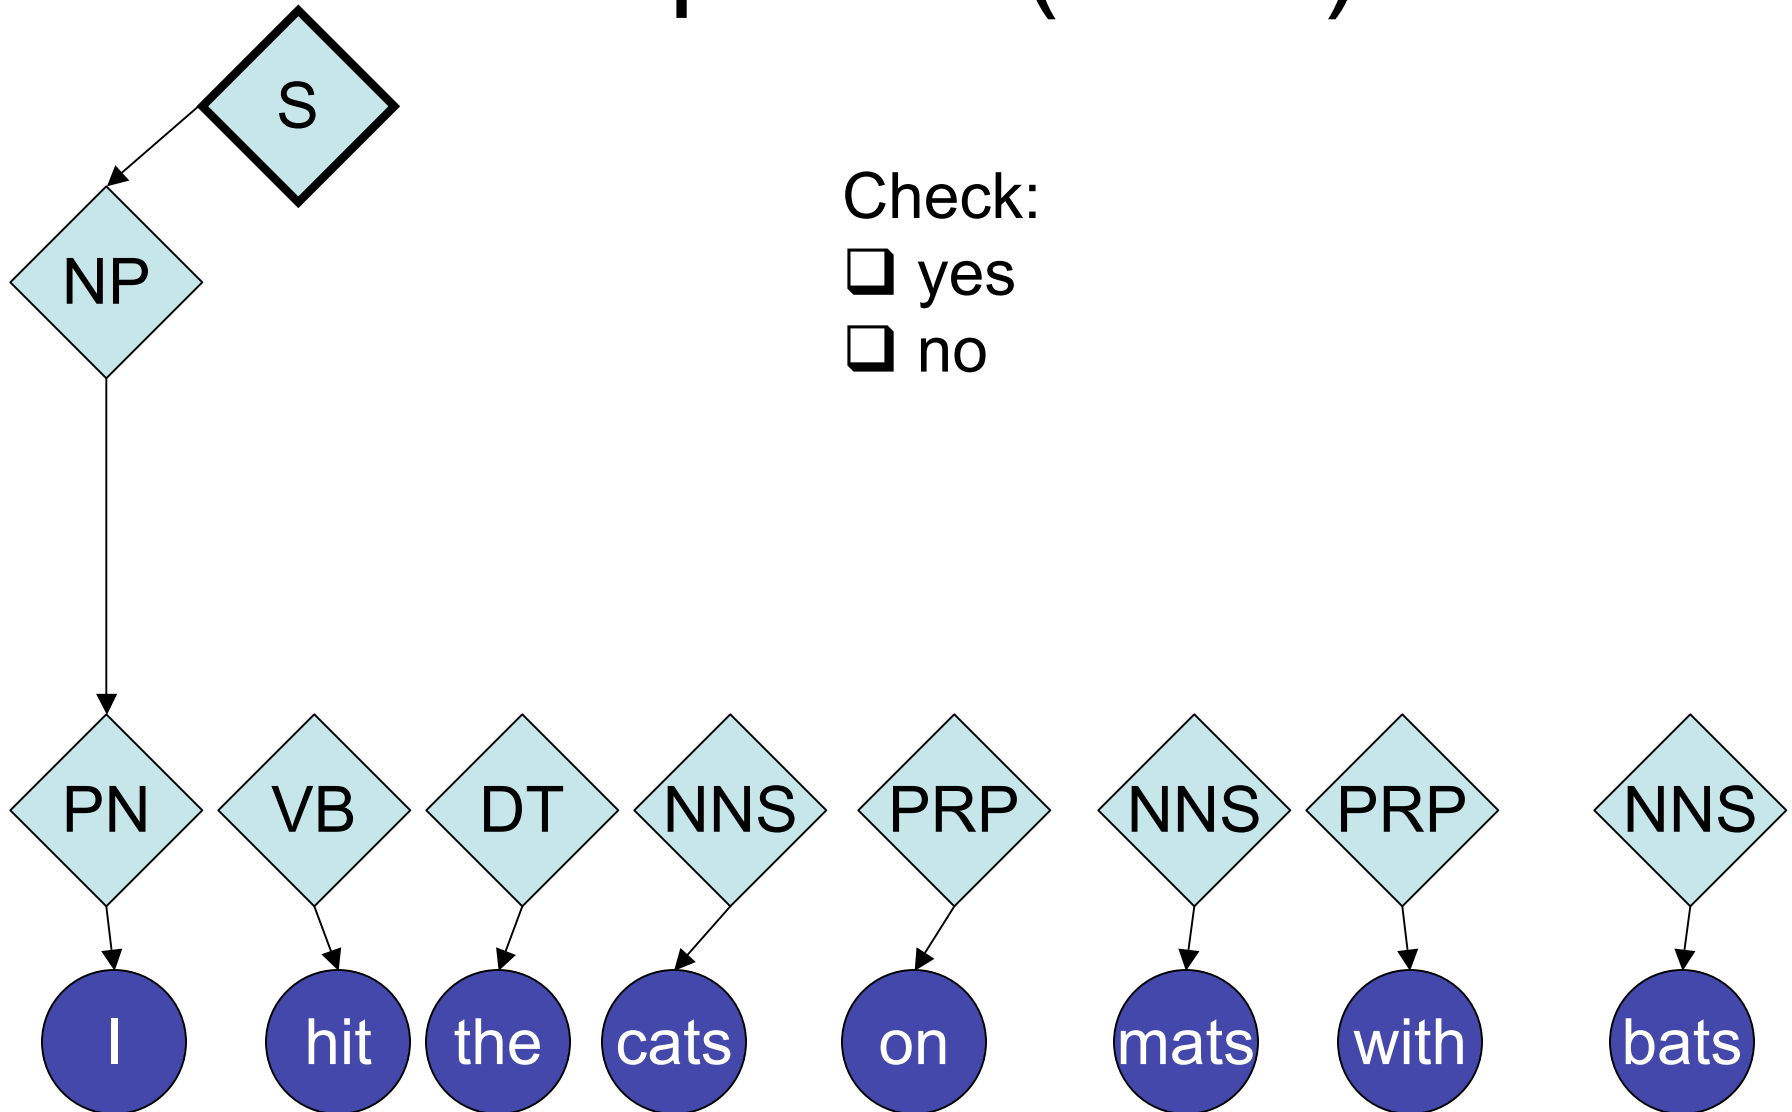 S
Check:
❑ yes
❑ no
NP
PN VB DT NNS PRP NNS PRP NNS
I hit the cats on mats with bats